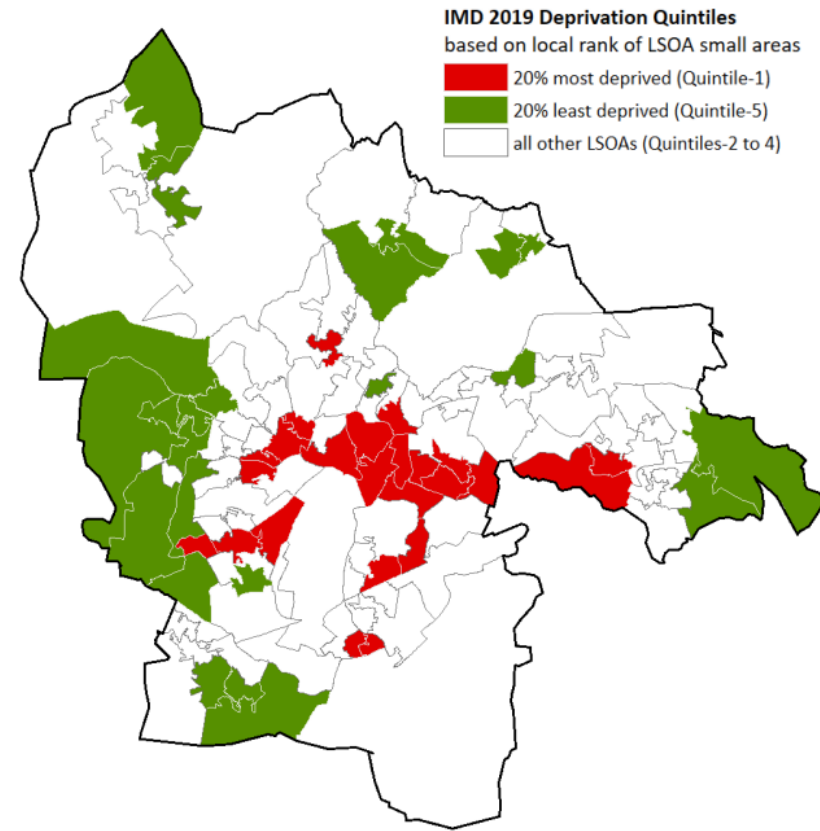 IMD 2019 Deprivation Quintiles
based on local rank of LSOA small areas
20% most deprived (Quintile-1)
20% least deprived (Quintile-5)
all other LSOAs (Quintiles-2 to 4)